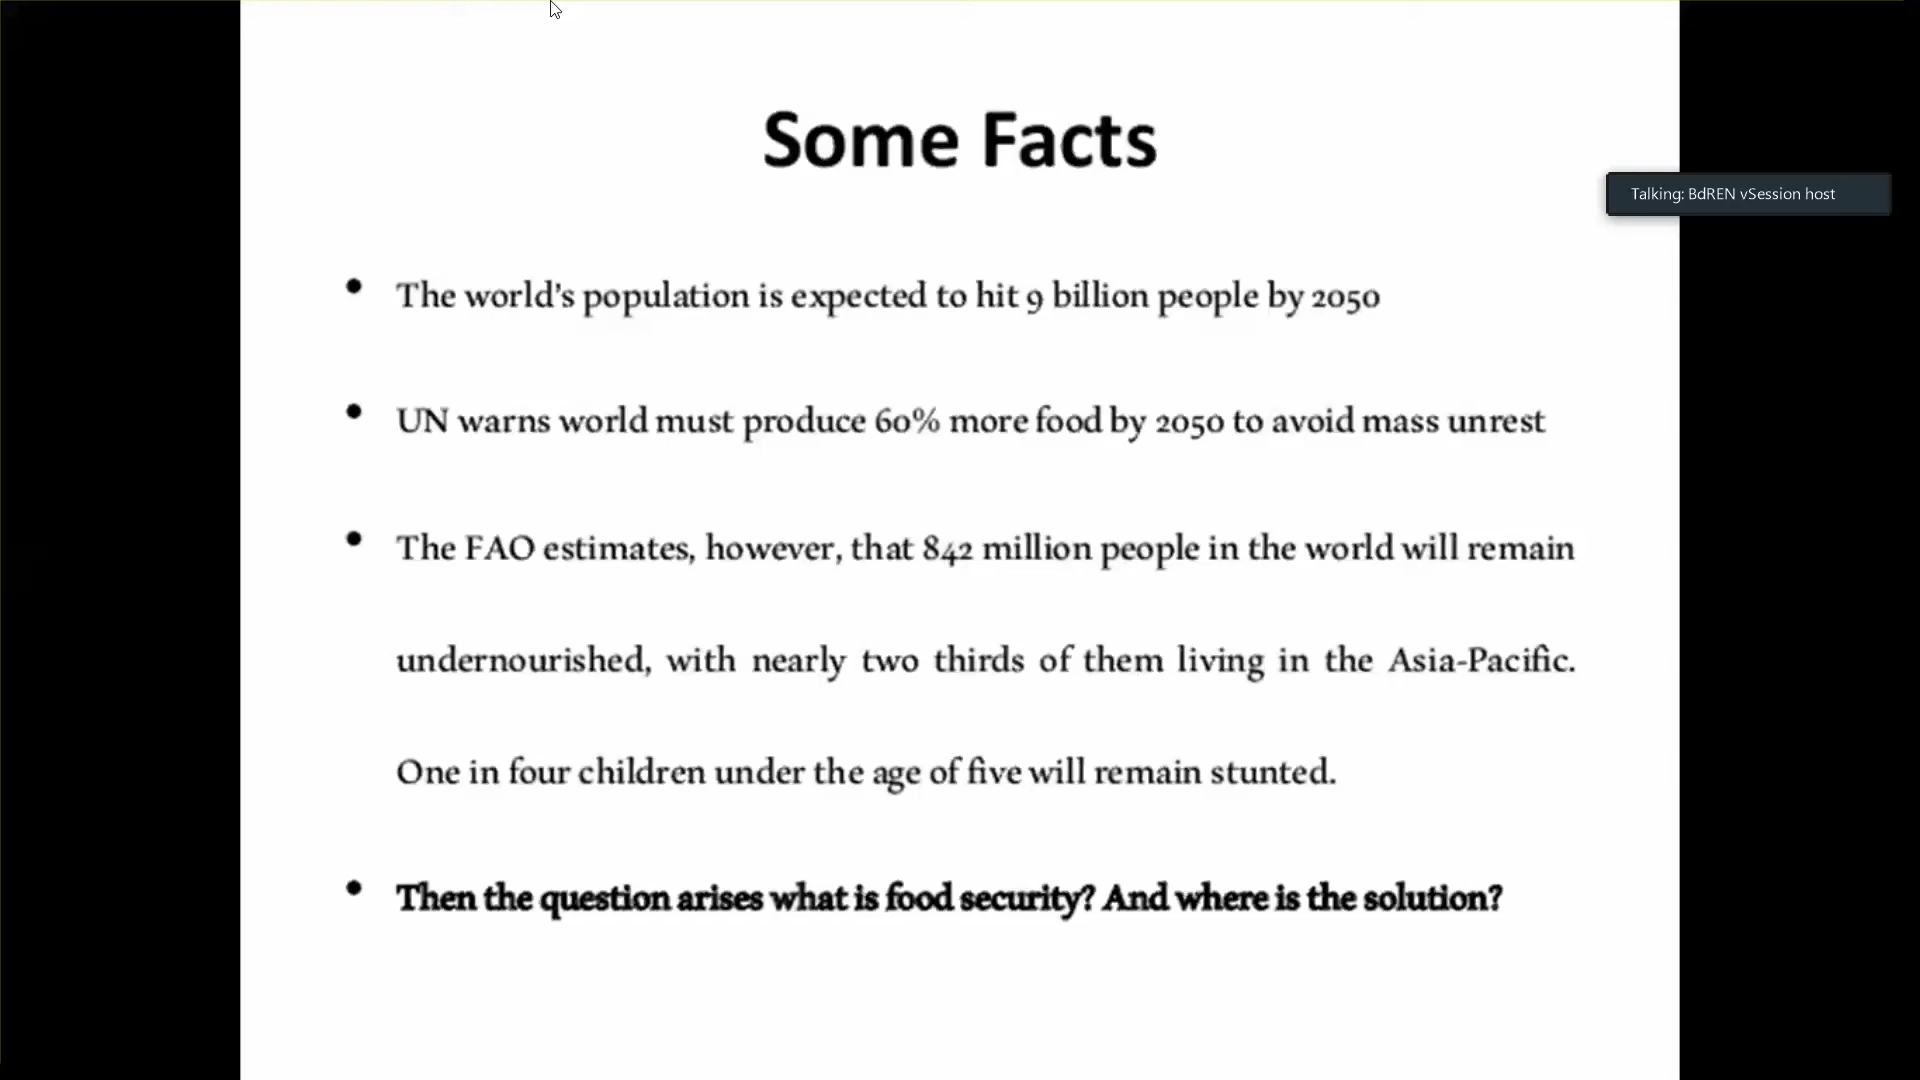 Some Facts
Talking: BdREN vSession host
• The world's population is expected to hit 9 billion people by 2050
• UN warns world must produce 60% more food by 2050 to avoid mass unrest
• The FAO estimates, however, that 842 million people in the world will remain
undernourished, with nearly two thirds of them living in the Asia-Pacific.
One in four children under the age of five will remain stunted.
• Then the question arises what is food security? And where is the solution?